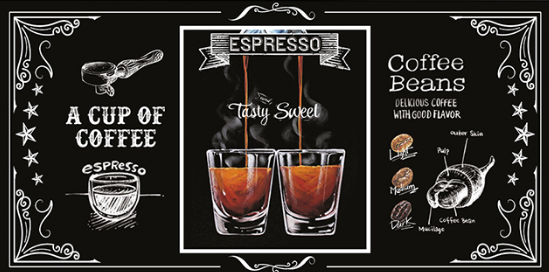 A CUP OF
COFFEE
ESPRESSO
ESPRESSO
Tasty Sweet
Coffee
Beans
DELICIOUS COFFEE
WITH GOOD FLAVOR
Outer Skin
Pulp
Light
Medium
Dark
Coffee Bean
Mucilage